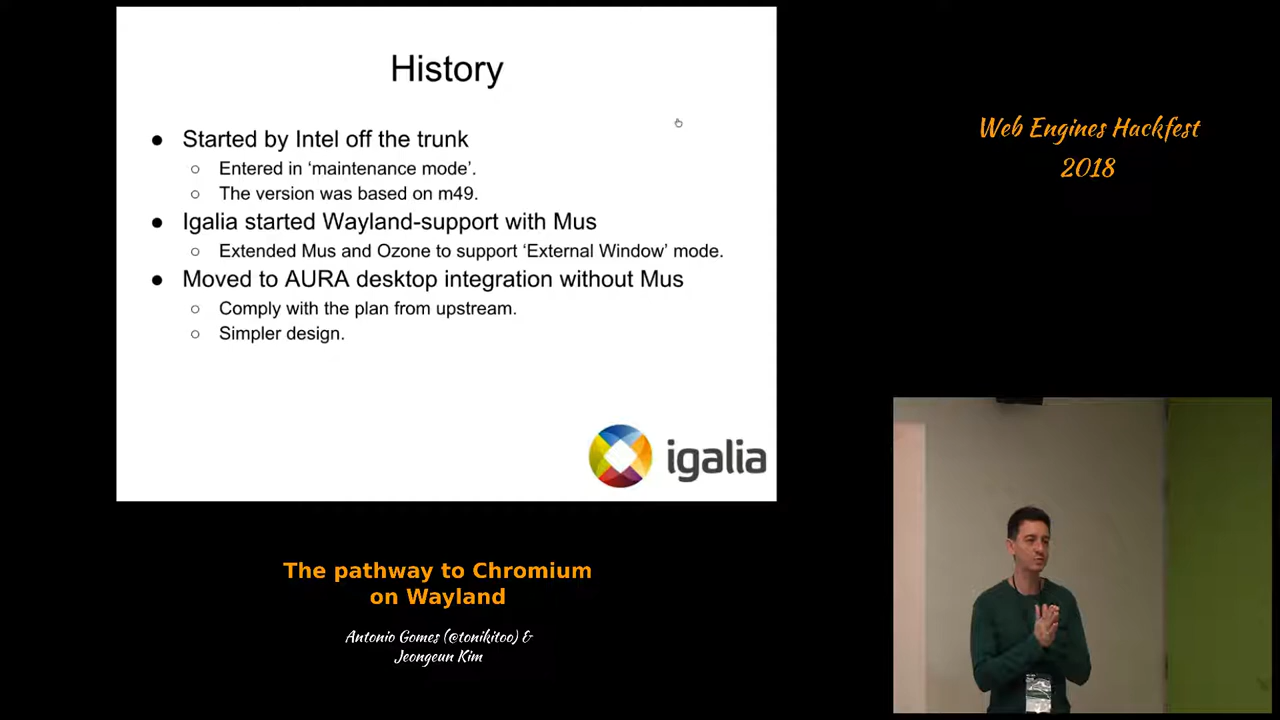 History
● Started by Intel off the trunk
○ Entered in ‘maintenance mode’.
○ The version was based on m49.
● Igalia started Wayland-support with Mus
○ Extended Mus and Ozone to support ‘External Window’ mode.
● Moved to AURA desktop integration without Mus
○ Comply with the plan from upstream.
○ Simpler design.
igalia
Web Engines Hackfest
2018
The pathway to Chromium
on Wayland
Antonio Gomes (@tonikitoo) &
Jeongeun Kim